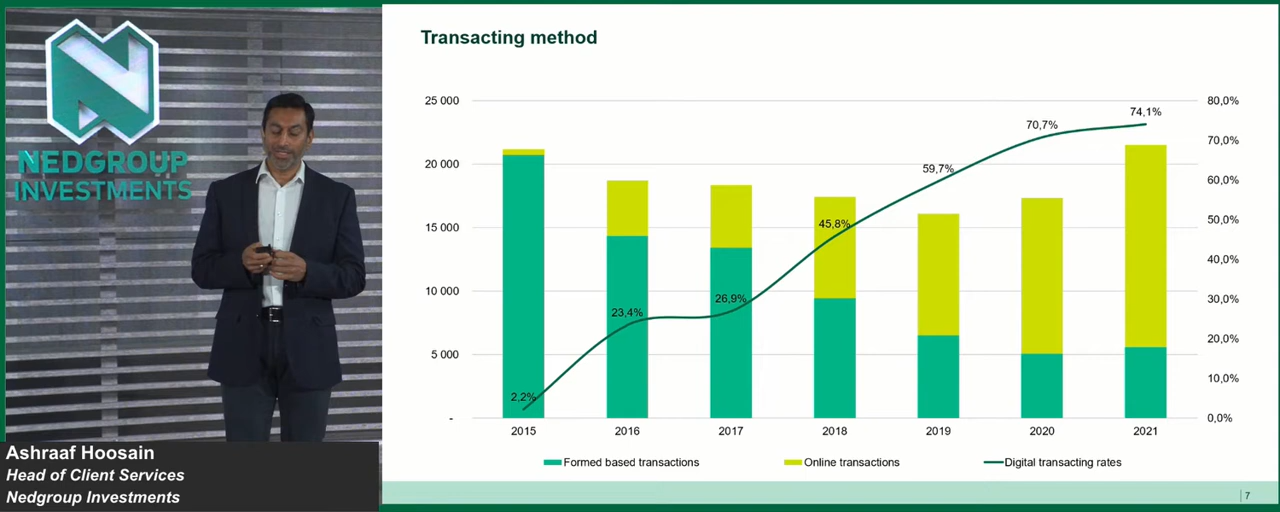 NEDGROUP
INVESTMENTS
Ashraaf Hoosain
Head of Client Services
Nedgroup Investments
Transacting method
25 000
20 000
15 000
10 000
5 000
-
80,0%
70,0%
60,0%
50,0%
40,0%
30,0%
20,0%
10,0%
0,0%
2,2%
23,4%
26,9%
45,8%
59,7%
70,7%
74,1%
2015 2016 2017 2018 2019 2020 2021
Formed based transactions Online transactions Digital transacting rates
7